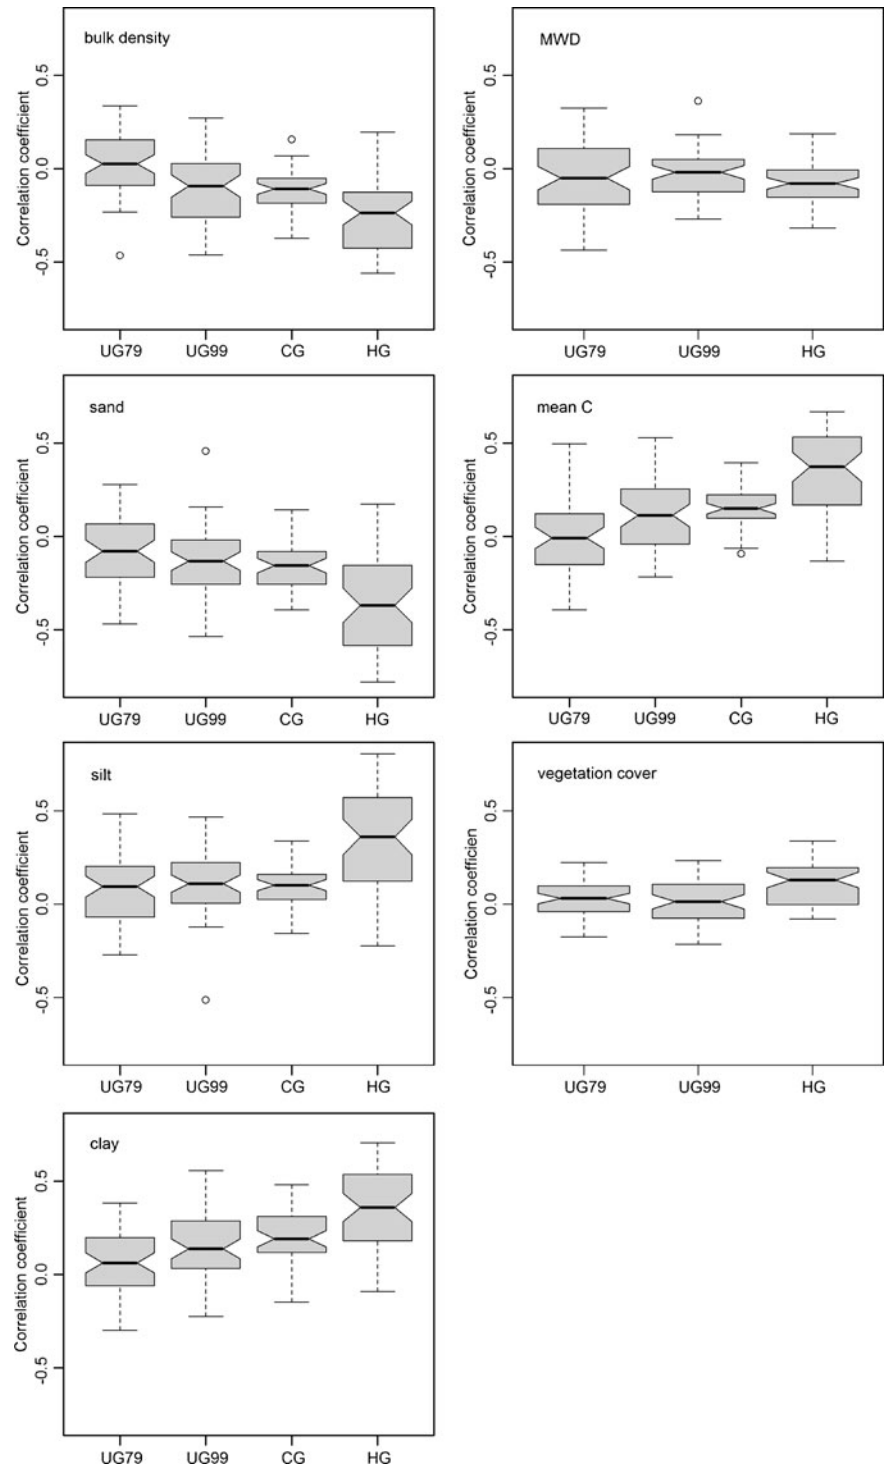 bulk density
Correlation coefficient
0.5
0.0
-0.5
UG79 UG99 CG HG
MWD
Correlation coefficient
0.5
0.0
-0.5
UG79 UG99 HG
sand
Correlation coefficient
0.5
0.0
-0.5
UG79 UG99 CG HG
mean C
Correlation coefficient
0.5
0.0
-0.5
UG79 UG99 CG HG
silt
Correlation coefficient
0.5
0.0
-0.5
UG79 UG99 CG HG
vegetation cover
Correlation coefficien
0.5
0.0
-0.5
UG79 UG99 HG
clay
Correlation coefficient
0.5
0.0
-0.5
UG79 UG99 CG HG